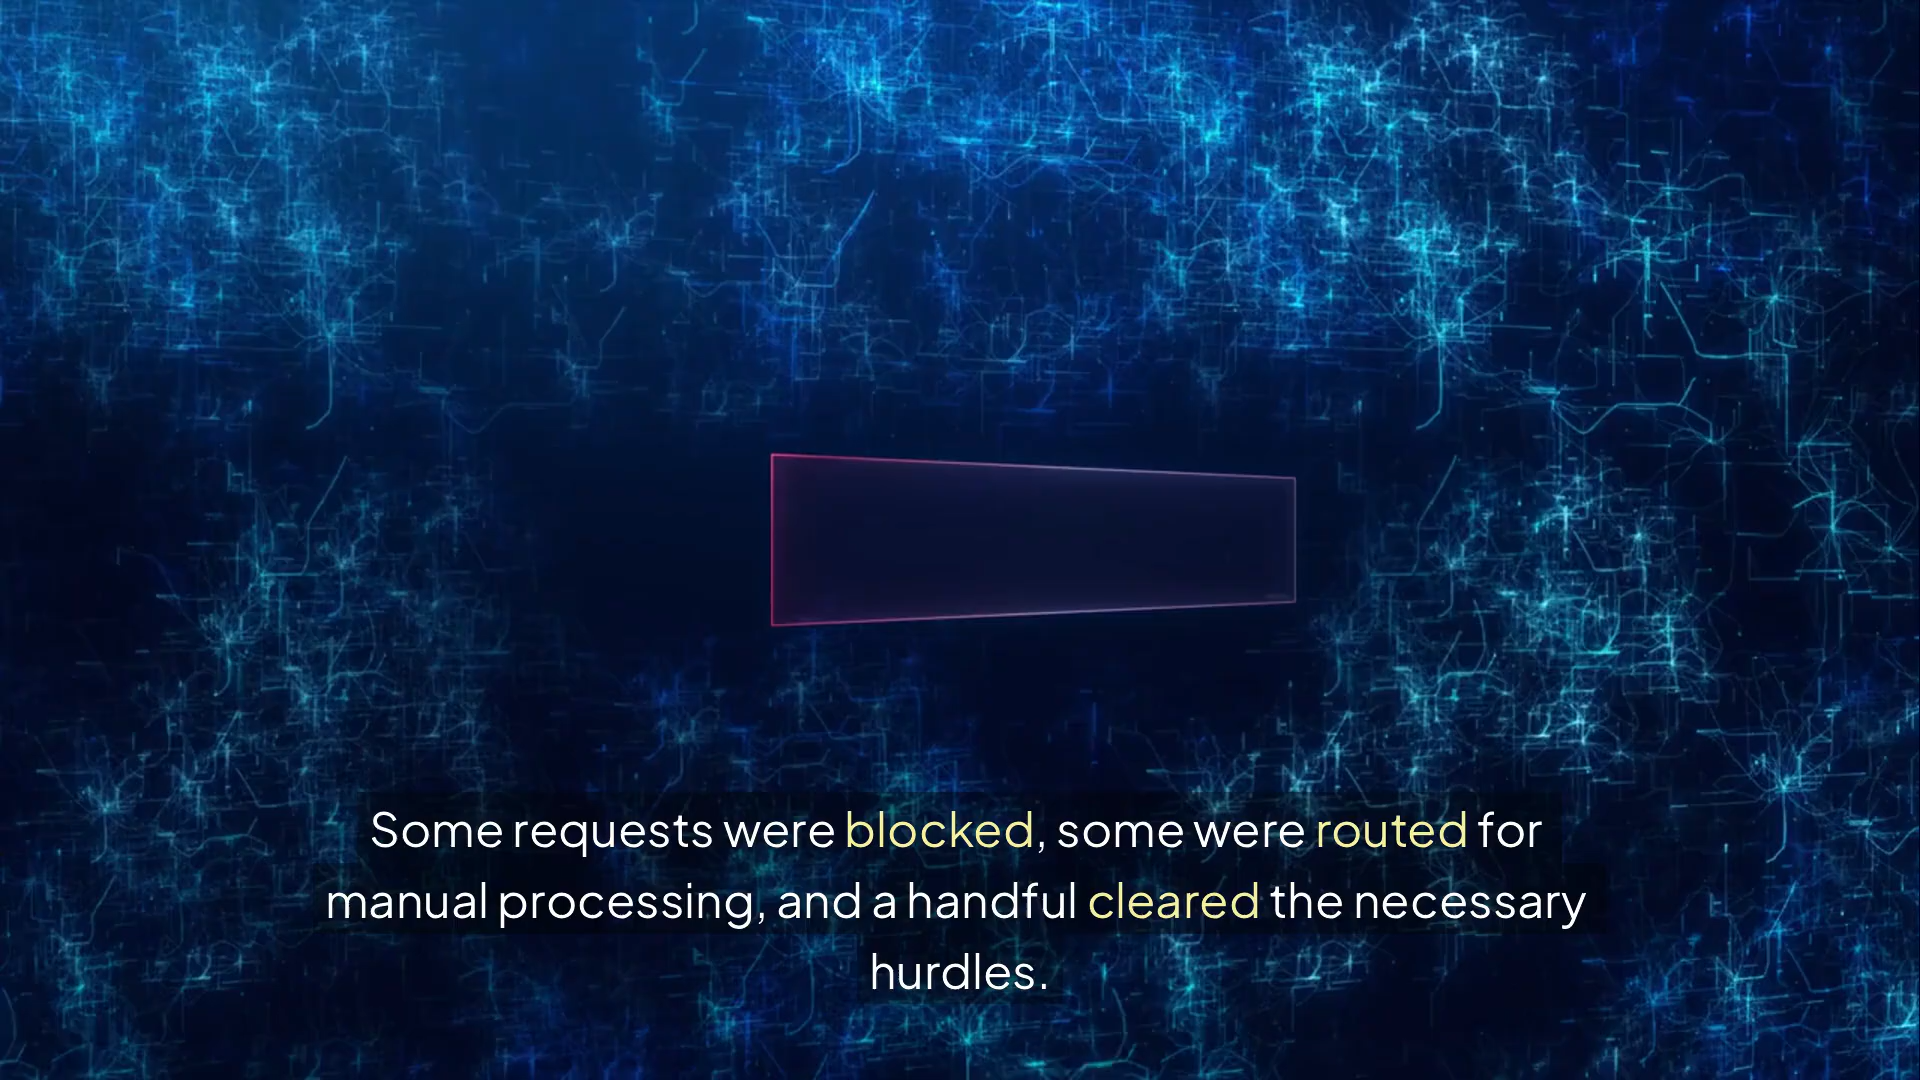 Some requests were blocked, some were routed for
manual processing, and a handful cleared the necessary
hurdles.